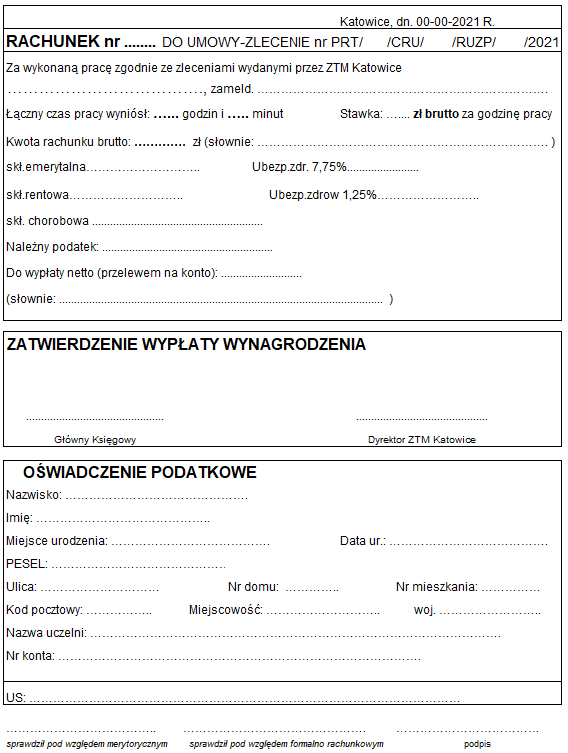 Katowice, dn. 00-00-2021 R.
RACHUNEK nr ........ DO UMOWY-ZLECENIE nr PRT/ /CRU/ /RUZP/ /2021
Za wykonaną pracę zgodnie ze zleceniami wydanymi przez ZTM Katowice
……………………………, zameld. ……………………………………………………………….
Łączny czas pracy wyniósł: …… godzin i ….. minut Stawka: ….... zł brutto za godzinę pracy
Kwota rachunku brutto: …………. zł (słownie: ………………………………………………………………. )
skł.emerytalna……………………….. Ubezp.zdr. 7,75%........................
skł.rentowa……………………….. Ubezp.zdrow 1,25%……………………..
skł. chorobowa .........................................................
Należny podatek: .........................................................
Do wypłaty netto (przelewem na konto): ...........................
(słownie: ............................................................................................................ )
ZATWIERDZENIE WYPŁATY WYNAGRODZENIA
.............................................. ............................................
Główny Księgowy Dyrektor ZTM Katowice
OŚWIADCZENIE PODATKOWE
Nazwisko: ……………………………………….
Imię: ……………………………………..
Miejsce urodzenia: …………………………………. Data ur.: ………………………………….
PESEL: ……………………………………..
Ulica: ………………………… Nr domu: ………….. Nr mieszkania: ……………
Kod pocztowy: …………….. Miejscowość: ……………………….. woj. ……………………..
Nazwa uczelni: …………………………………………………………………………………………….
Nr konta: ……………………………………………………………………………….
US: ……………………………………………………………………………………………….
……………………………………. ………………………………………. ………………………………
sprawdził pod względem merytorycznym sprawdził pod względem formalno rachunkowym podpis